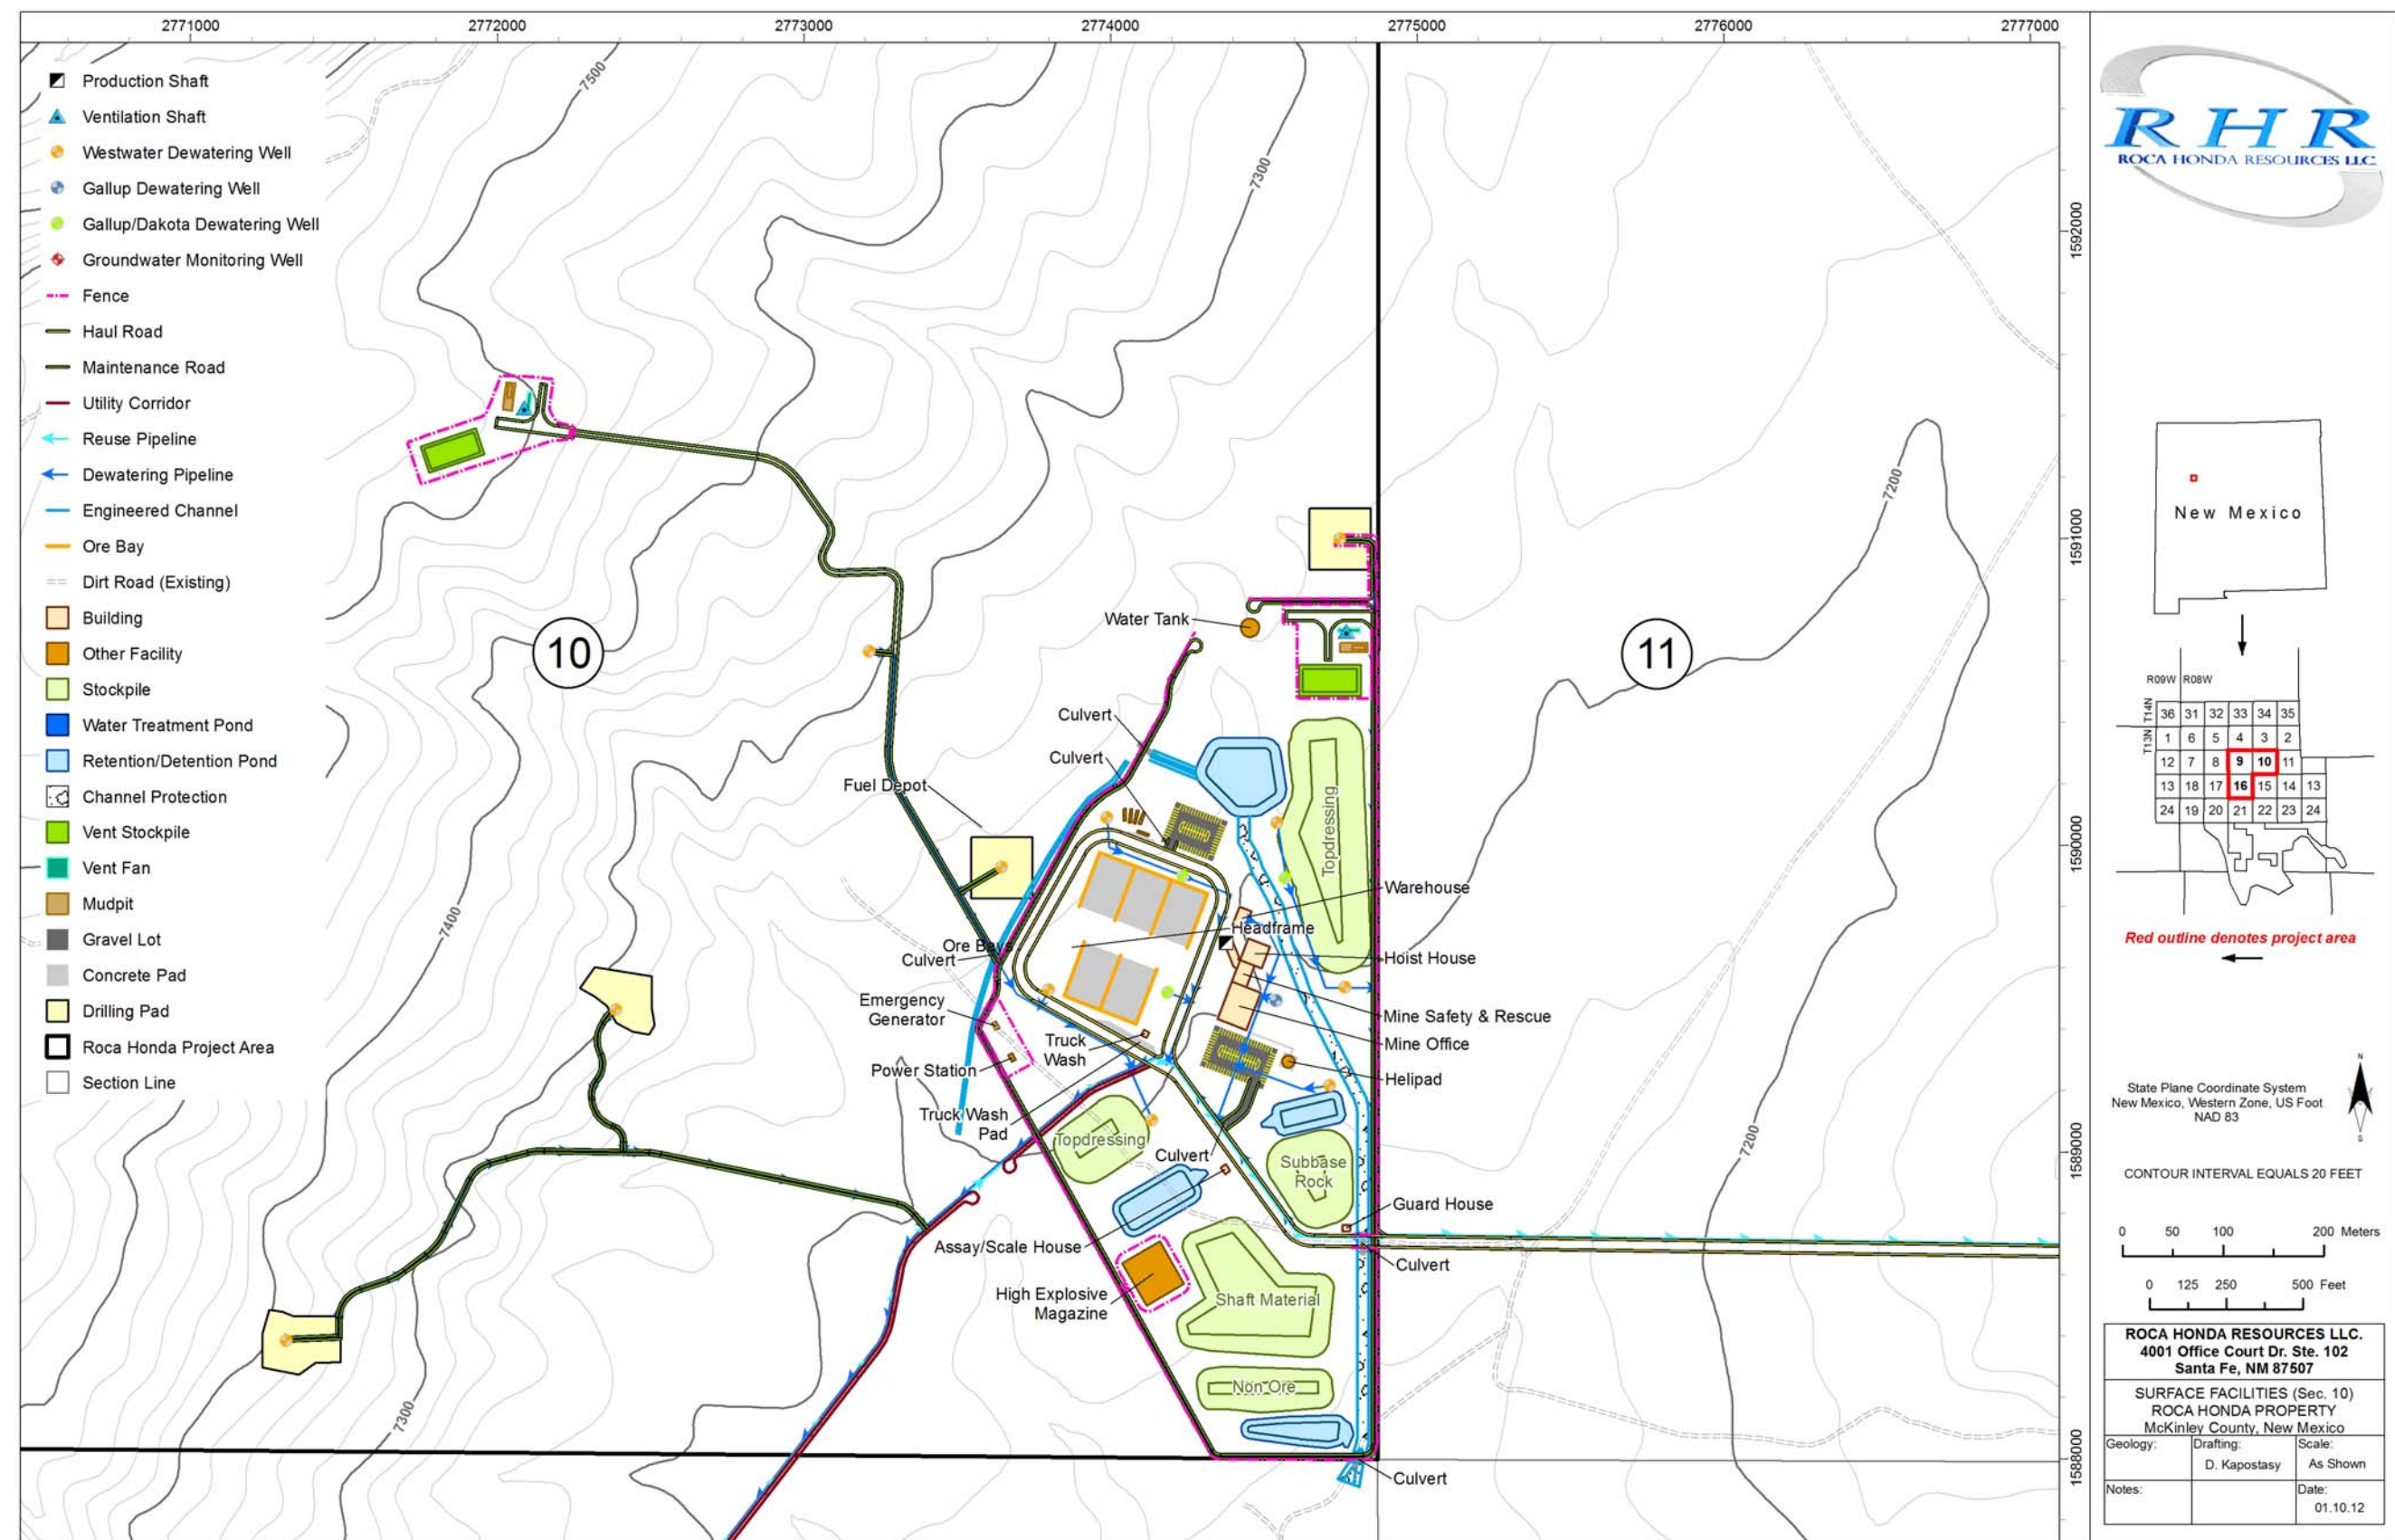 2771000
2772000
2773000
2774000
2775000
2776000
2777000
Production Shaft
Ventilation Shaft
Westwater Dewatering Well
Gallup Dewatering Well
Gallup/Dakota Dewatering Well
Groundwater Monitoring Well
Fence
Haul Road
Maintenance Road
Utility Corridor
Reuse Pipeline
Dewatering Pipeline
Engineered Channel
Ore Bay
Dirt Road (Existing)
Building
Other Facility
Stockpile
Water Treatment Pond
Retention/Detention Pond
Channel Protection
Vent Stockpile
Vent Fan
Mudpit
Gravel Lot
Concrete Pad
Drilling Pad
Roca Honda Project Area
Section Line
7500
7300
7200
7400
7200
7300
10
11
Water Tank
Culvert
Culvert
Fuel Depot
Topdressing
Warehouse
Headframe
Ore Bays
Culvert
Hoist House
Emergency
Generator
Mine Safety & Rescue
Truck
Wash
Mine Office
Power Station
Helipad
Truck Wash
Pad
Topdressing
Culvert
Subbase
Rock
Guard House
Assay/Scale House
Culvert
High Explosive
Magazine
Shaft Material
Non Ore
Culvert
1592000
1591000
1590000
1589000
1588000
RHR
ROCA HONDA RESOURCES LLC.
New Mexico
R09W R08W
T14N
T13N
36 31 32 33 34 35
1 6 5 4 3 2
12 7 8 9 10 11
13 18 17 16 15 14 13
24 19 20 21 22 23 24
Red outline denotes project area
N
S
State Plane Coordinate System
New Mexico, Western Zone, US Foot
NAD 83
CONTOUR INTERVAL EQUALS 20 FEET
0 50 100 200 Meters
0 125 250 500 Feet
ROCA HONDA RESOURCES LLC.
4001 Office Court Dr. Ste. 102
Santa Fe, NM 87507
SURFACE FACILITIES (Sec. 10)
ROCA HONDA PROPERTY
McKinley County, New Mexico
Geology:
Drafting:
D. Kapostasy
Scale:
As Shown
Notes:
Date:
01.10.12